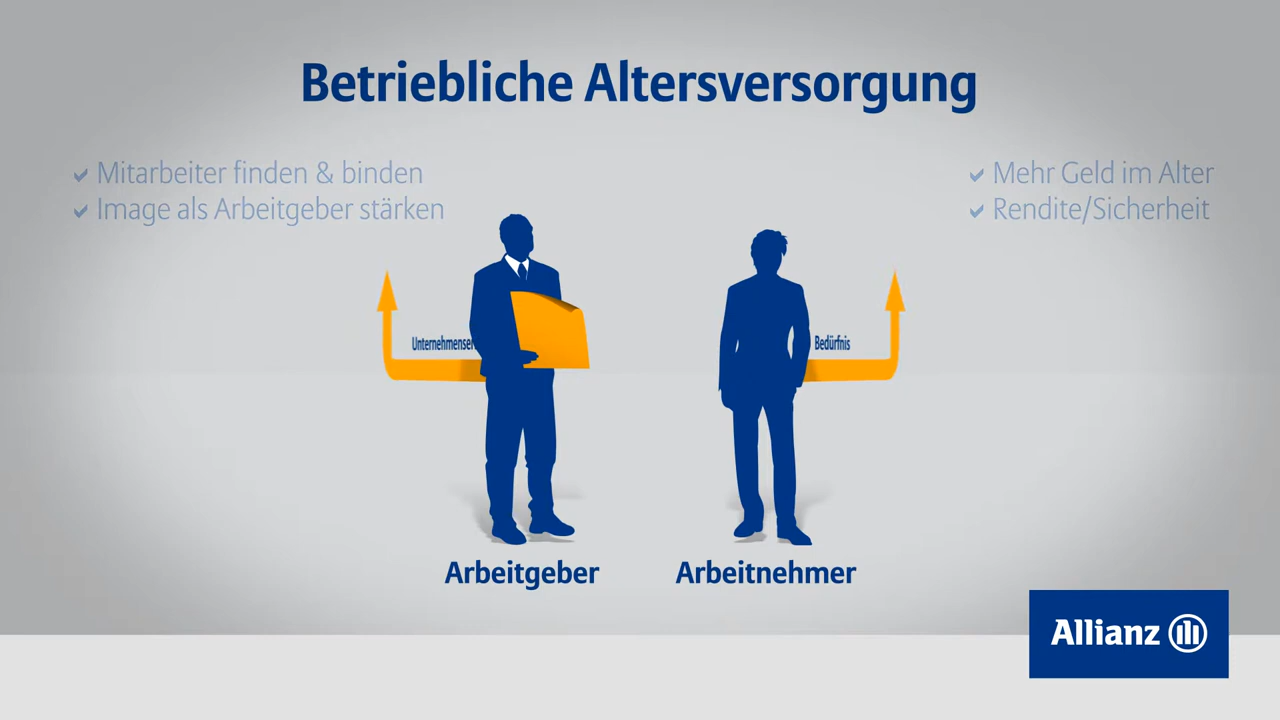 Betriebliche Altersversorgung
Mitarbeiter finden & binden
Image als Arbeitgeber stärken
Mehr Geld im Alter
Rendite/Sicherheit
Bedürfnis
Arbeitgeber
Arbeitnehmer
Allianz